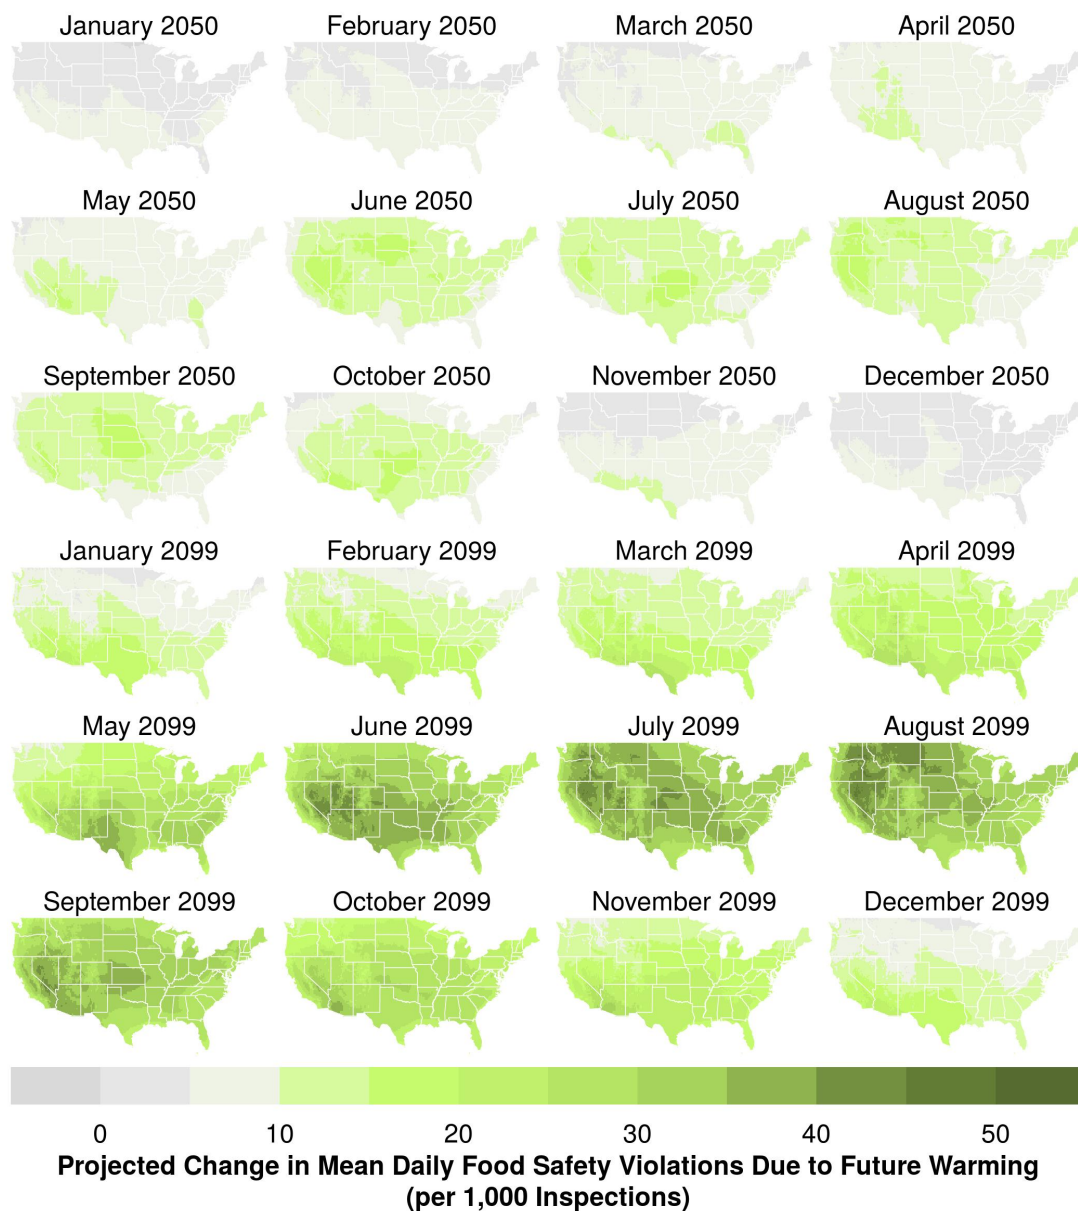 January 2050 February 2050 March 2050 April 2050
May 2050 June 2050 July 2050 August 2050
September 2050 October 2050 November 2050 December 2050
January 2099 February 2099 March 2099 April 2099
May 2099 June 2099 July 2099 August 2099
September 2099 October 2099 November 2099 December 2099
0 10 20 30 40 50
Projected Change in Mean Daily Food Safety Violations Due to Future Warming
(per 1,000 Inspections)